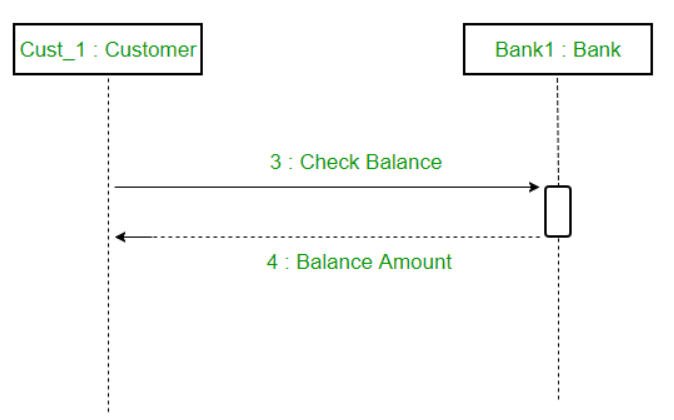 Cust_1 : Customer
Bank1 : Bank
3 : Check Balance
4 : Balance Amount